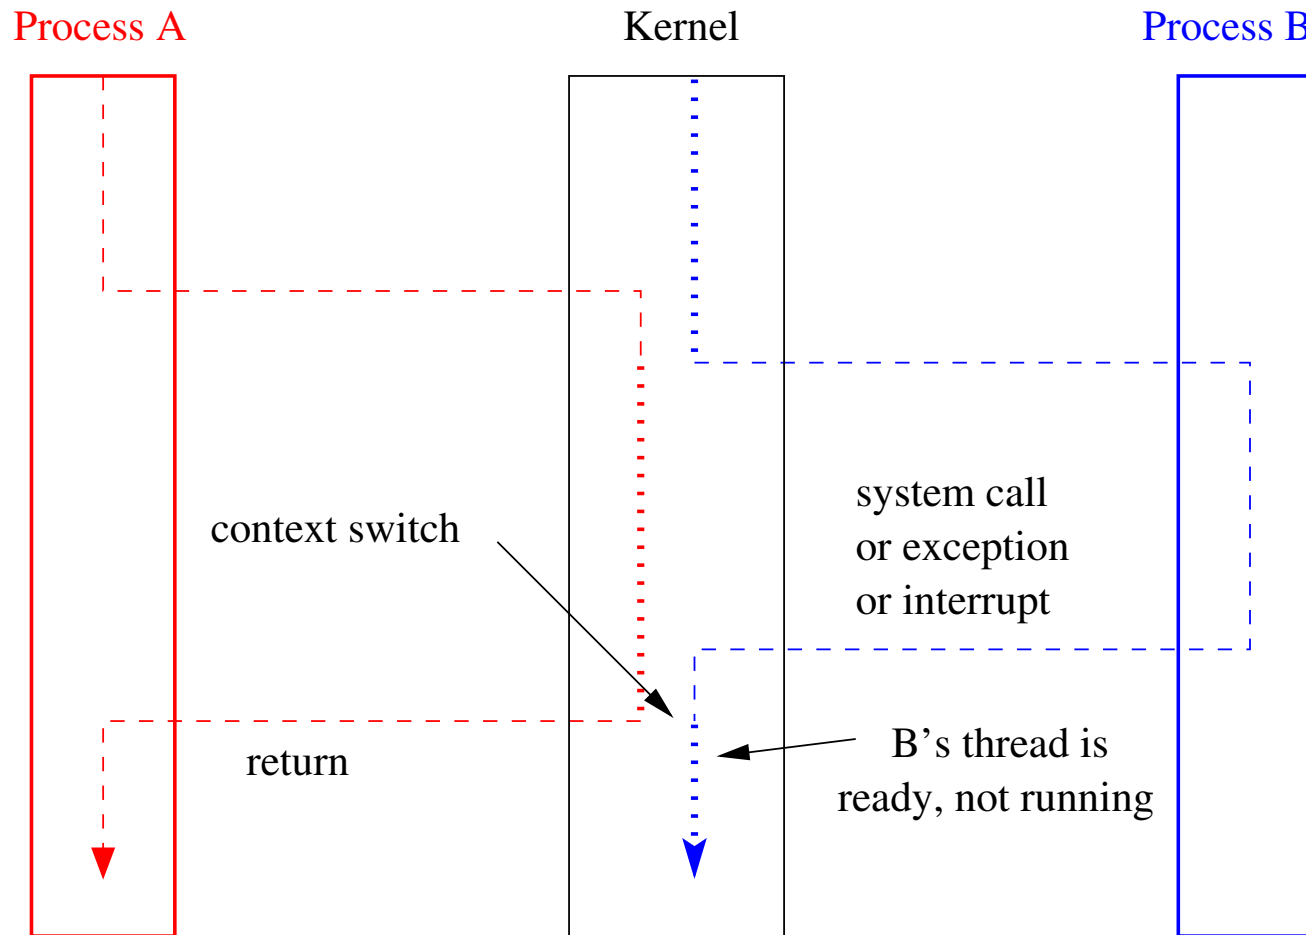 Process A
Kernel
Process B
system call
context switch
or exception
or interrupt
return
B’s thread is
ready, not running